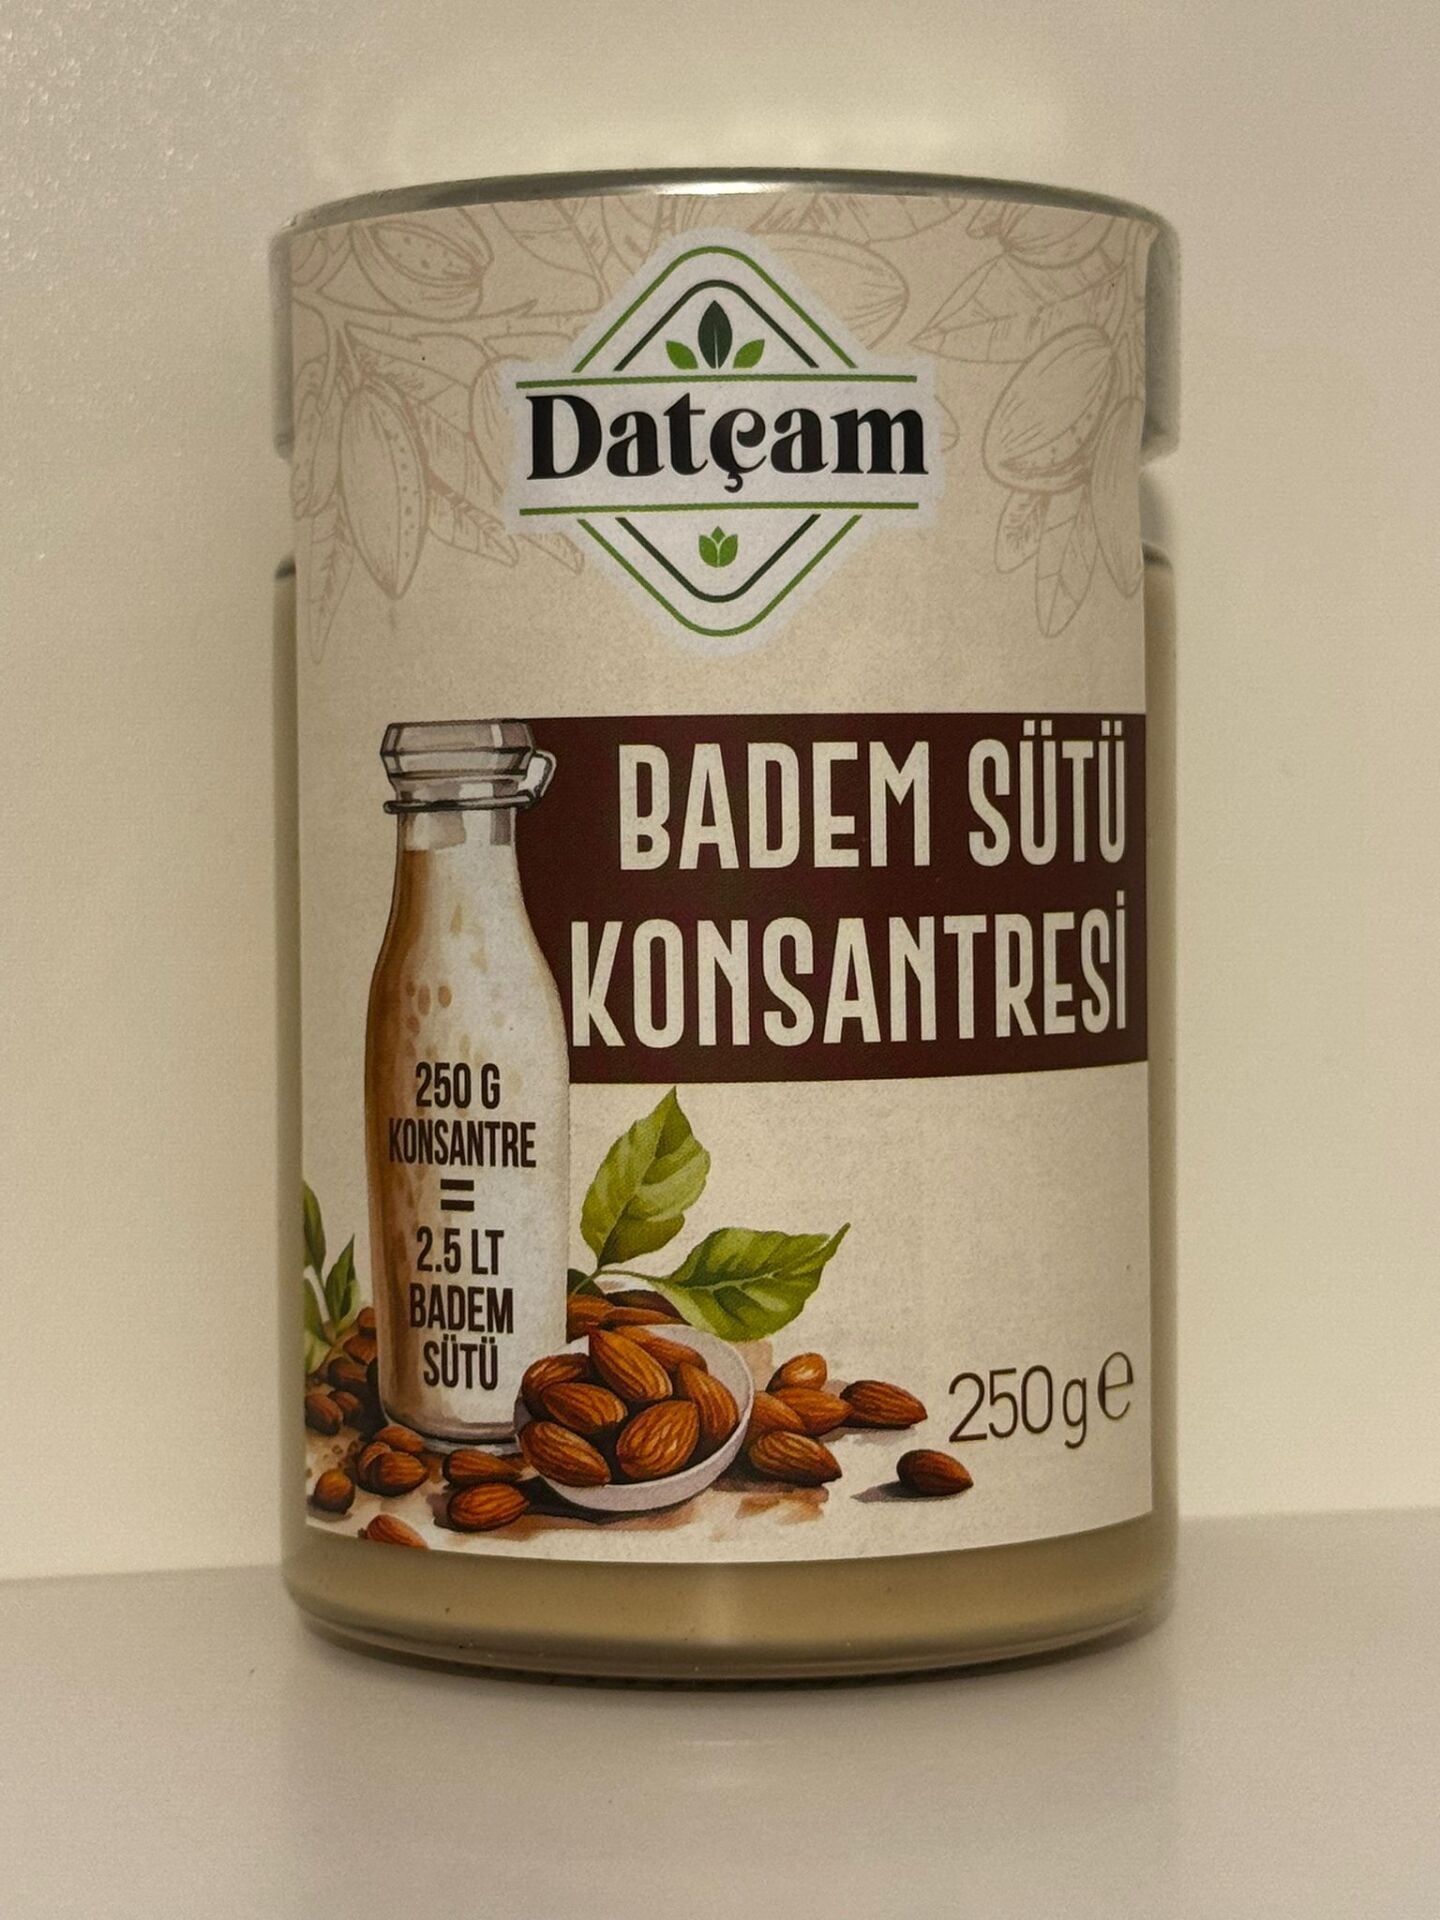 Datçam
BADEM SÜTÜ
KONSANTRESİ
250 G
KONSANTRE
=
2.5 LT
BADEM
SÜTÜ
250g e